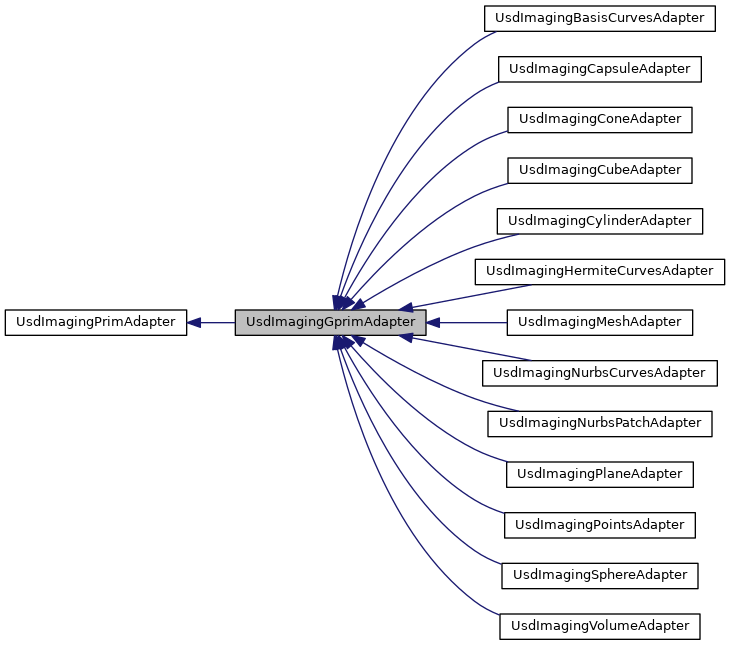 UsdImagingBasisCurvesAdapter
UsdImagingCapsuleAdapter
UsdImagingConeAdapter
UsdImagingCubeAdapter
UsdImagingCylinderAdapter
UsdImagingHermiteCurvesAdapter
UsdImagingPrimAdapter
UsdImagingGprimAdapter
UsdImagingMeshAdapter
UsdImagingNurbsCurvesAdapter
UsdImagingNurbsPatchAdapter
UsdImagingPlaneAdapter
UsdImagingPointsAdapter
UsdImagingSphereAdapter
UsdImagingVolumeAdapter